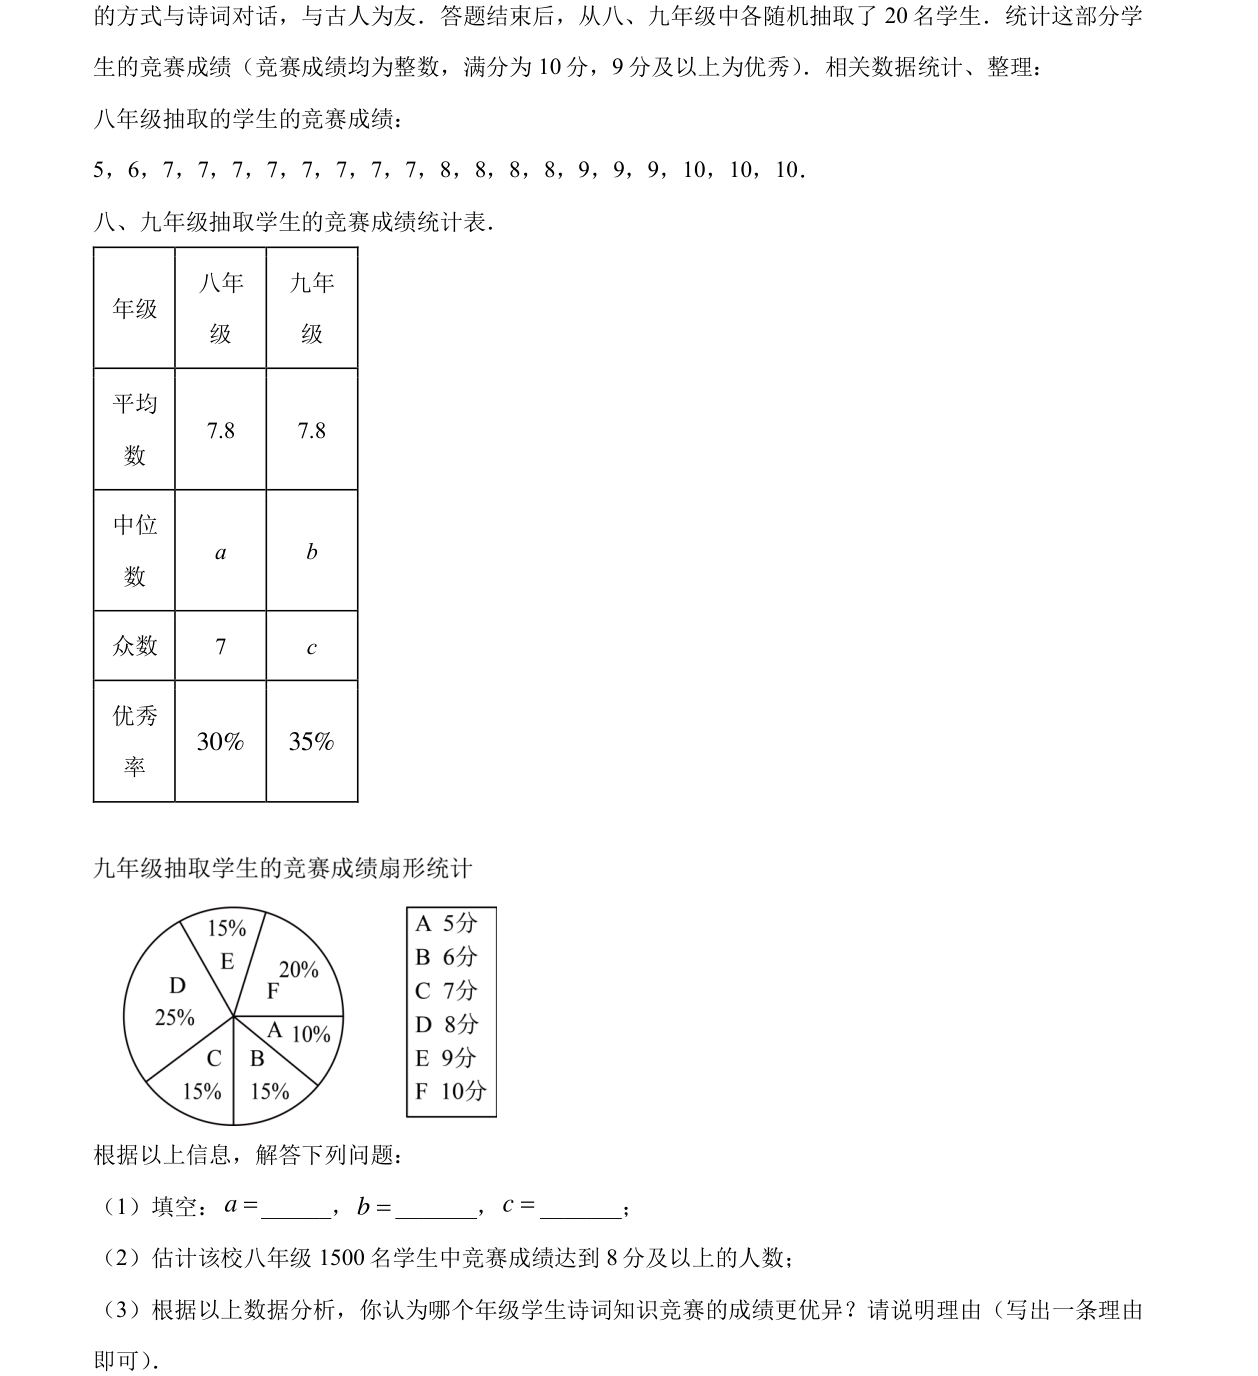 的方式与诗词对话，与古人为友．答题结束后，从八、九年级中各随机抽取了 20 名学生．统计这部分学
生的竞赛成绩（竞赛成绩均为整数，满分为 10 分，9 分及以上为优秀）．相关数据统计、整理：
八年级抽取的学生的竞赛成绩：
5，6，7，7，7，7，7，7，7，7，8，8，8，8，9，9，9，10，10，10．
八、九年级抽取学生的竞赛成绩统计表．
年级 八年级 九年级
平均数 7.8 7.8
中位数 a b
众数 7 c
优秀率 30% 35%
九年级抽取学生的竞赛成绩扇形统计
15%
E
20%
F
D
25%
A 10%
C
15%
B
15%
A 5分
B 6分
C 7分
D 8分
E 9分
F 10分
根据以上信息，解答下列问题：
（1）填空：a =______，b = _______，c = _______；
（2）估计该校八年级 1500 名学生中竞赛成绩达到 8 分及以上的人数；
（3）根据以上数据分析，你认为哪个年级学生诗词知识竞赛的成绩更优异？请说明理由（写出一条理由
即可）．